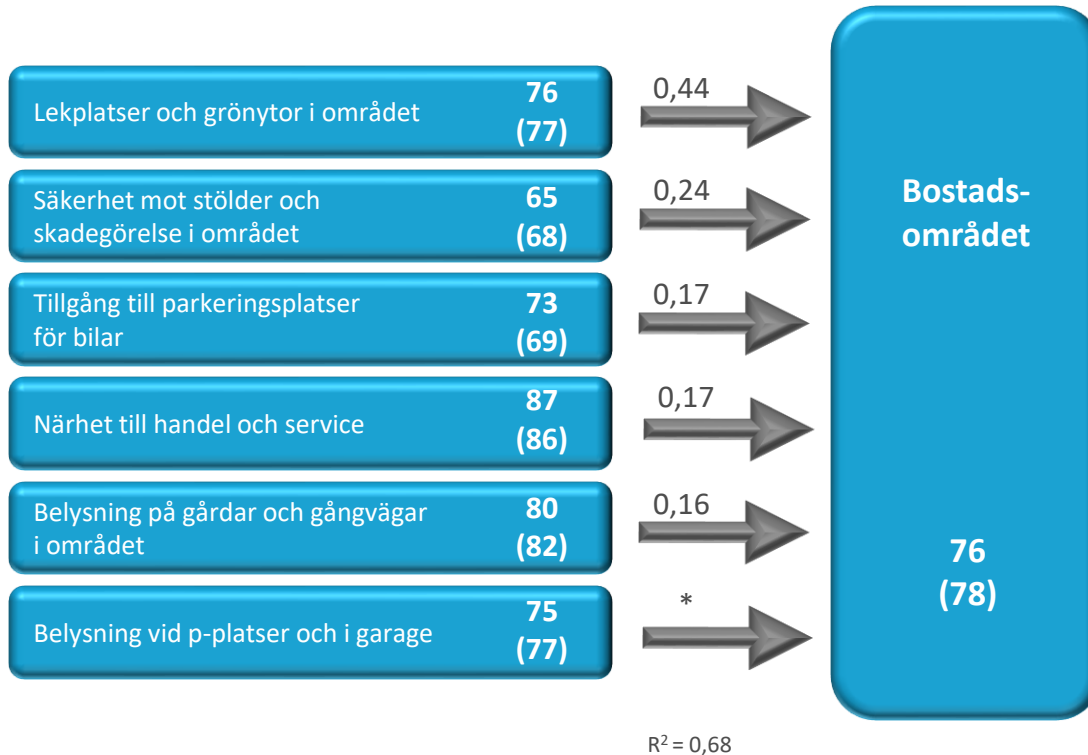 Lekplatser och grönytor i området
76
(77)
0,44
Säkerhet mot stölder och
skadegörelse i området
65
(68)
0,24
Tillgång till parkeringsplatser
för bilar
73
(69)
0,17
Närhet till handel och service
87
(86)
0,17
Belysning på gårdar och gångvägar
i området
80
(82)
0,16
Belysning vid p-platser och i garage
75
(77)
*
Bostads-
området
76
(78)
R² = 0,68